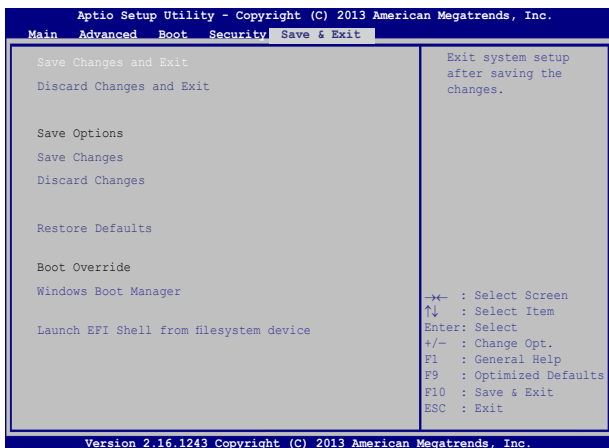 Aptio Setup Utility - Copyright (C) 2013 American Megatrends, Inc.
Main Advanced Boot Security Save & Exit
Save Changes and Exit
Discard Changes and Exit
Save Options
Save Changes
Discard Changes
Restore Defaults
Boot Override
Windows Boot Manager
Launch EFI Shell from filesystem device
Exit system setup
after saving the
changes.
→← : Select Screen
↑↓ : Select Item
Enter: Select
+/— : Change Opt.
F1 : General Help
F9 : Optimized Defaults
F10 : Save & Exit
ESC : Exit
Version 2.16.1243 Copyright (C) 2013 American Megatrends, Inc.